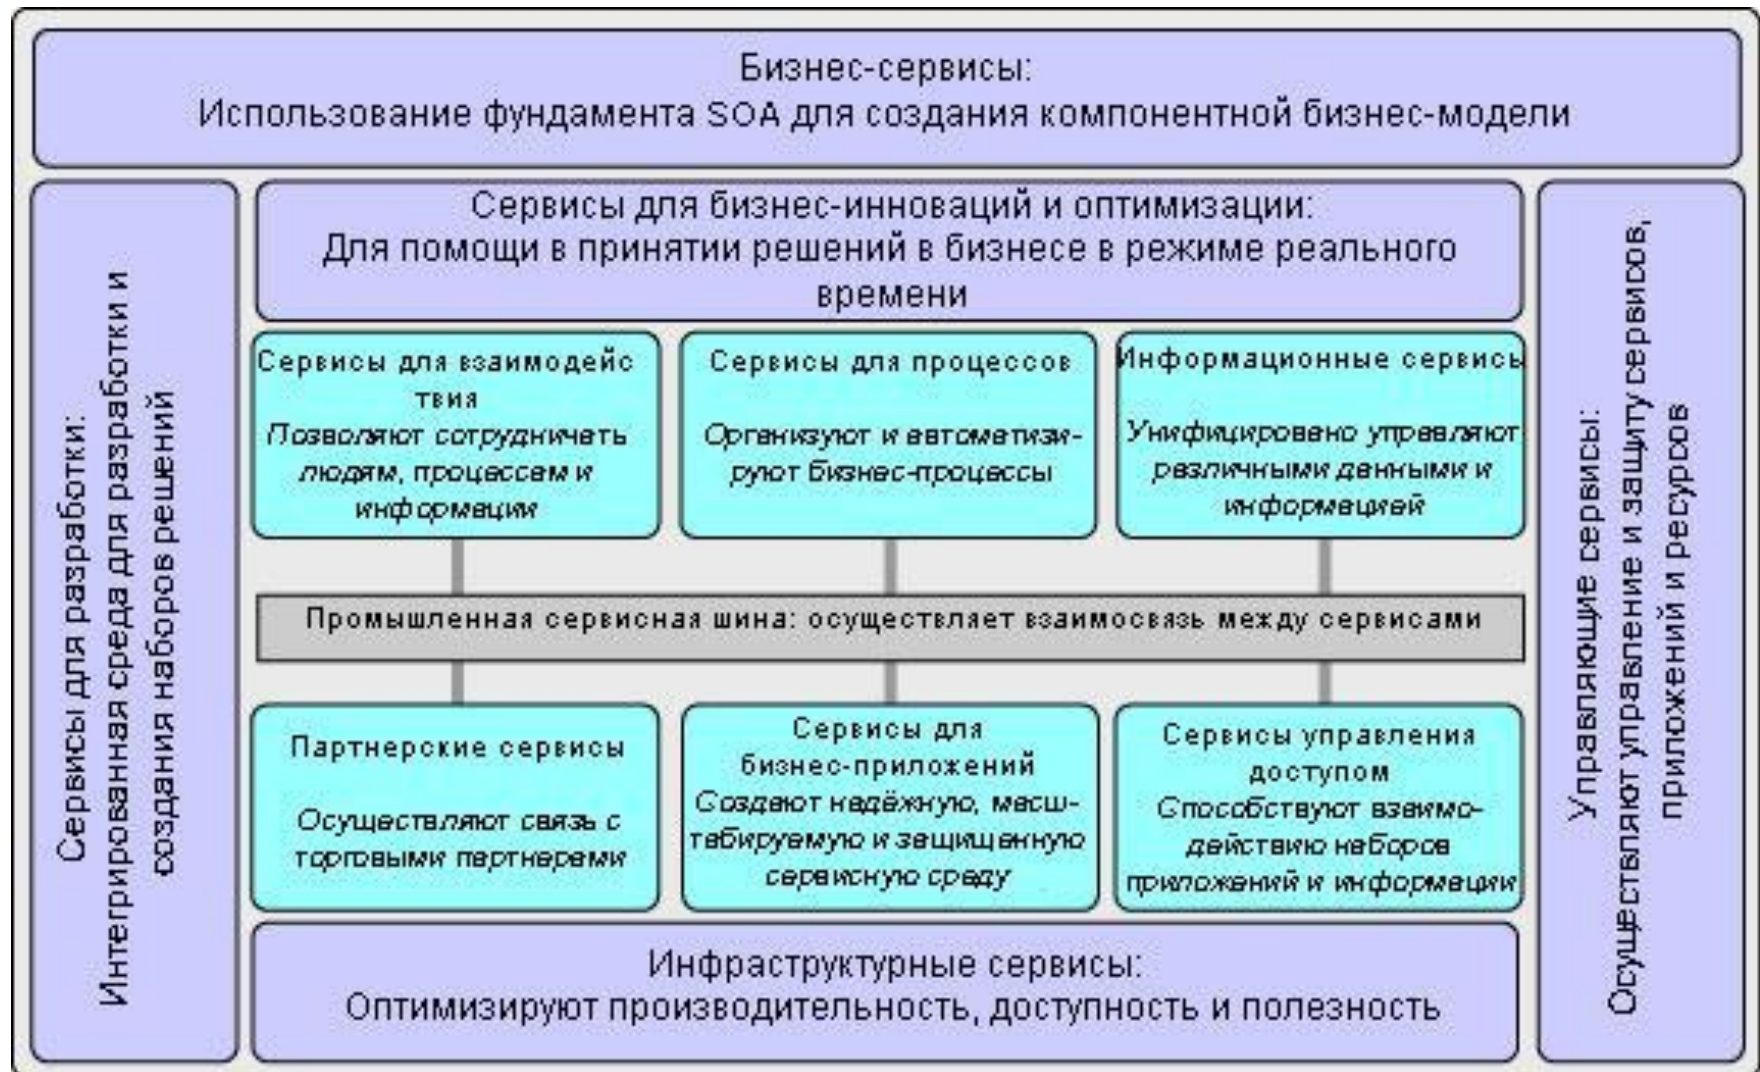 Бизнес-сервисы:
Использование фундамента SOA для создания компонентной бизнес-модели
Сервисы для разработки:
Интегрированная среда для разработки и
создания наборов решений
Сервисы для бизнес-инноваций и оптимизации:
Для помощи в принятии решений в бизнесе в режиме реального
времени
Сервисы для взаимодейс
твия
Позволяют сотрудничать
людям, процессам и
информации
Сервисы для процессов
Организуют и автоматизи-
руют бизнес-процессы
Информационные сервисы
Унифицировано управляют
различными данными и
информацией
Промышленная сервисная шина: осуществляет взаимосвязь между сервисами
Партнерские сервисы
Осуществляют связь с
торговыми партнерами
Сервисы для
бизнес-приложений
Создают надёжную, масш-
табируемую и защищенную
сервисную среду
Сервисы управления
доступом
Способствуют взаимо-
действию наборов
приложений и информации
Инфраструктурные сервисы:
Оптимизируют производительность, доступность и полезность
Управляющие сервисы:
Осуществляют управление и защиту сервисов,
приложений и ресурсов